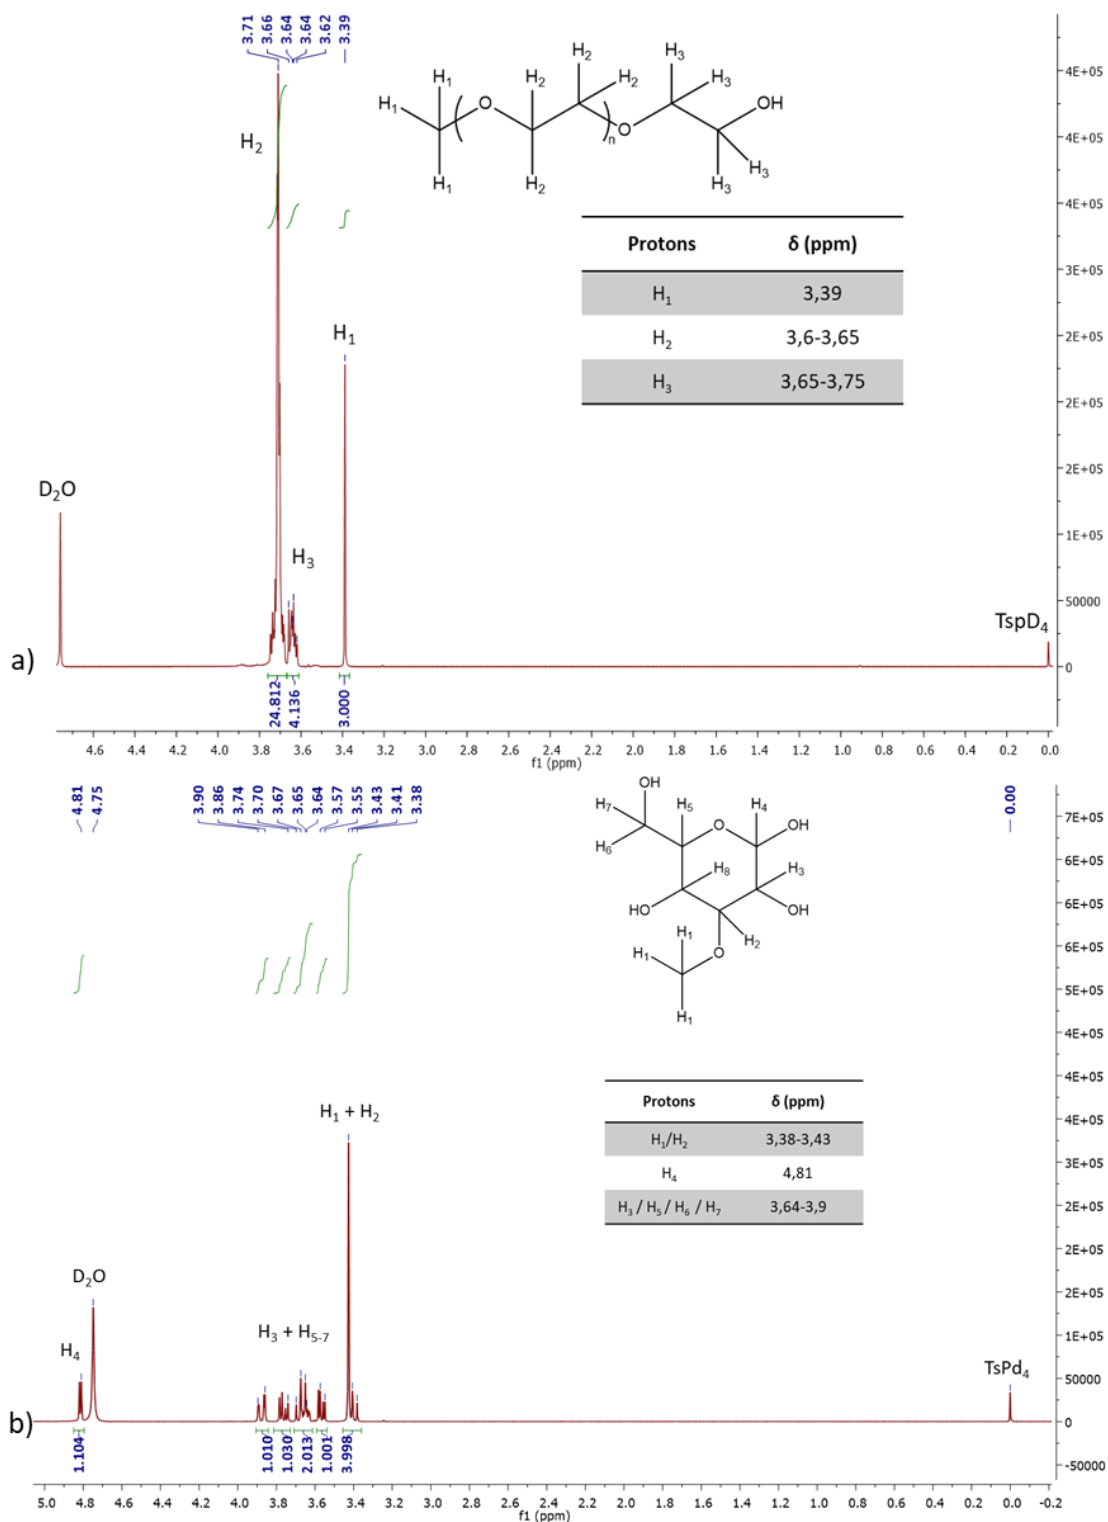 3.71
3.66
3.64
3.64
3.62
3.39
H2
H1
H1
H1
O
H2
H2
H2
H2
n
O
H3
H3
H3
H3
OH
Protons δ (ppm)
H1 3,39
H2 3,6-3,65
H3 3,65-3,75
H1
D2O
H3
TspD4
a)
4E+05
4E+05
4E+05
3E+05
2E+05
2E+05
2E+05
1E+05
50000
0
24.812
4.136
3.000
4.6 4.4 4.2 4.0 3.8 3.6 3.4 3.2 3.0 2.8 2.6 2.4 2.2 2.0 1.8 1.6 1.4 1.2 1.0 0.8 0.6 0.4 0.2 0.0
f1 (ppm)
4.81
4.75
3.90
3.86
3.74
3.70
3.67
3.65
3.64
3.57
3.55
3.43
3.41
3.38
0.00
OH
H7
H6
H5
O
H4
OH
H8
H3
HO
OH
H2
O
H1
H1
H1
Protons δ (ppm)
H1/H2 3,38-3,43
H4 4,81
H3 / H5 / H6 / H7 3,64-3,9
H1 + H2
D2O
H4
H3 + H5-7
TsPd4
b)
7E+05
6E+05
6E+05
6E+05
5E+05
4E+05
4E+05
4E+05
3E+05
2E+05
2E+05
1E+05
50000
0
-50000
1.104
1.010
1.030
2.013
1.001
3.998
5.0 4.8 4.6 4.4 4.2 4.0 3.8 3.6 3.4 3.2 3.0 2.8 2.6 2.4 2.2 2.0 1.8 1.6 1.4 1.2 1.0 0.8 0.6 0.4 0.2 0.0 -0.2
f1 (ppm)